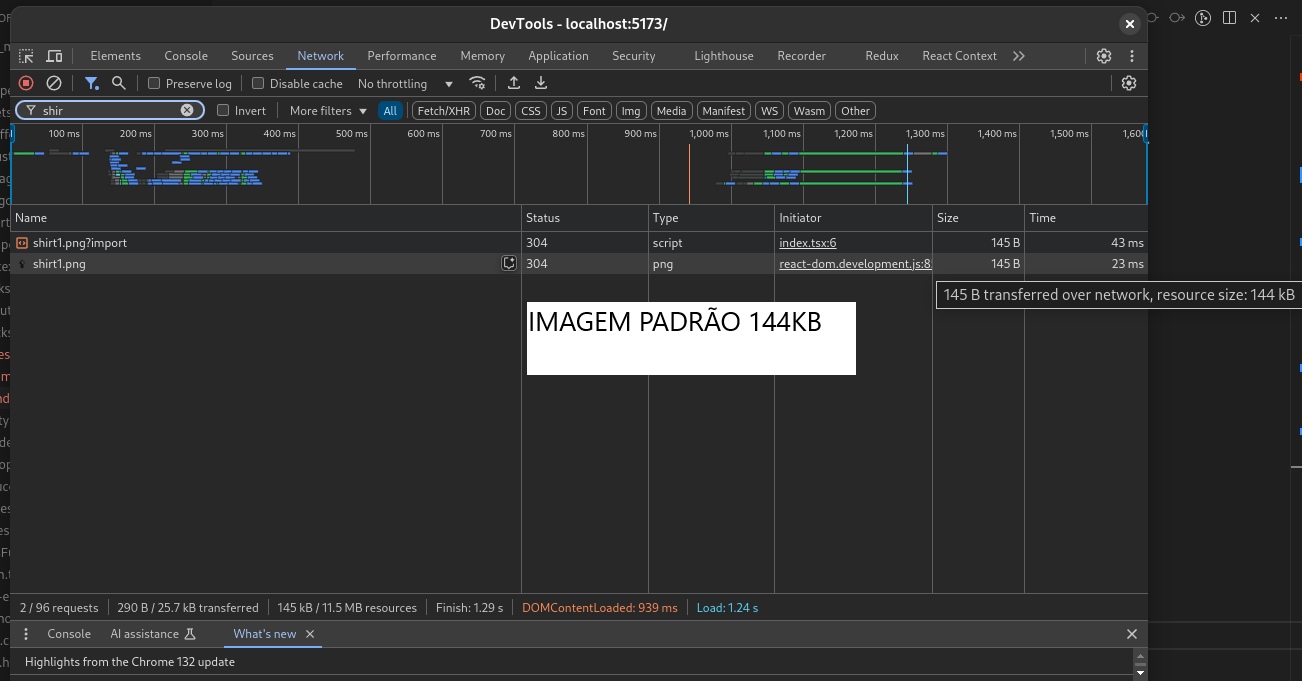 DevTools - localhost:5173/
Elements Console Sources Network Performance Memory Application Security Lighthouse Recorder Redux React Context
Preserve log Disable cache No throttling
shir Invert More filters All Fetch/XHR Doc CSS JS Font Img Media Manifest WS Wasm Other
100 ms 200 ms 300 ms 400 ms 500 ms 600 ms 700 ms 800 ms 900 ms 1,000 ms 1,100 ms 1,200 ms 1,300 ms 1,400 ms 1,500 ms 1,600
Name Status Type Initiator Size Time
shirt1.png?import 304 script index.tsx:6 145 B 43 ms
shirt1.png 304 png react-dom.development.js:8 145 B 23 ms
145 B transferred over network, resource size: 144 kB
IMAGEM PADRÃO 144KB
2 / 96 requests 290 B / 25.7 kB transferred 145 kB / 11.5 MB resources Finish: 1.29 s DOMContentLoaded: 939 ms Load: 1.24 s
Console AI assistance What's new
Highlights from the Chrome 132 update